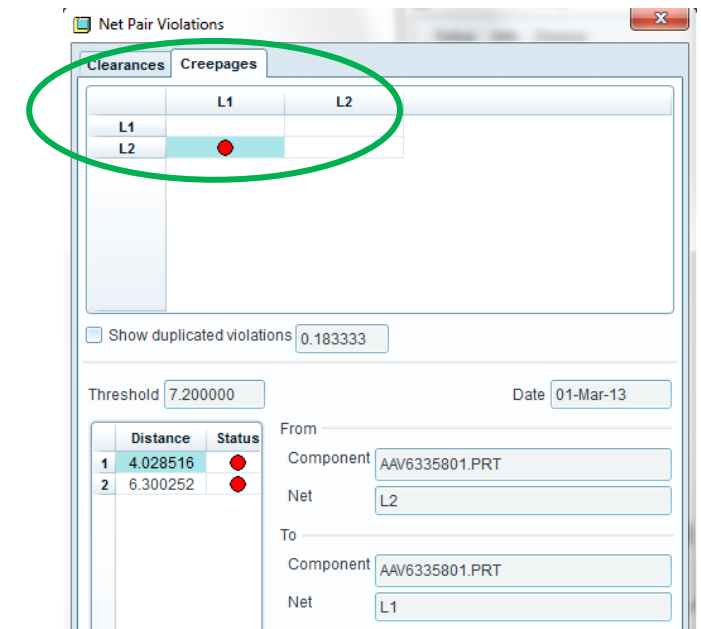 Net Pair Violations
Clearances Creepages
L1 L2
L1
L2
Show duplicated violations 0.183333
Threshold 7.200000 Date 01-Mar-13
Distance Status
1 4.028516
2 6.300252
From
Component AAV6335801.PRT
Net L2
To
Component AAV6335801.PRT
Net L1